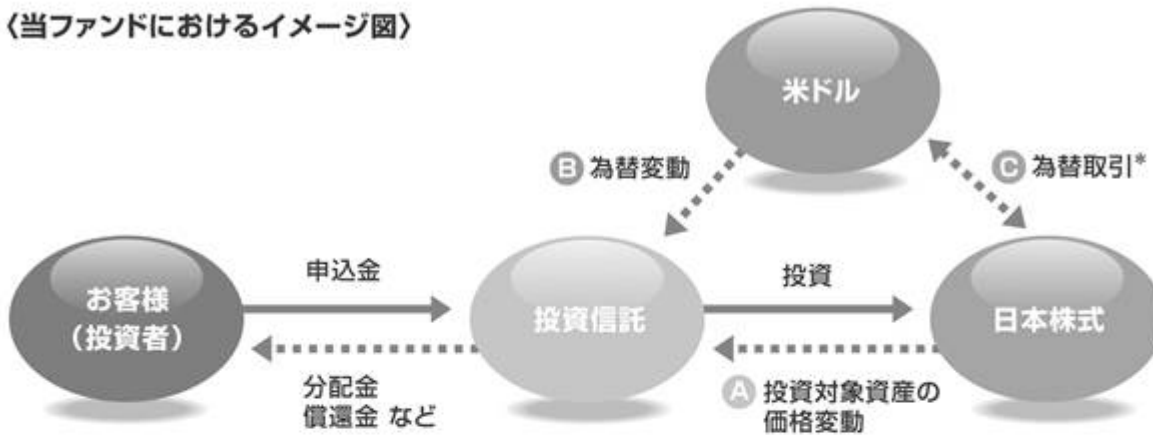 〈当ファンドにおけるイメージ図〉
米ドル
B 為替変動
C 為替取引*
お客様
（投資者）
申込金
投資信託
投資
日本株式
分配金
償還金 など
A 投資対象資産の
価格変動